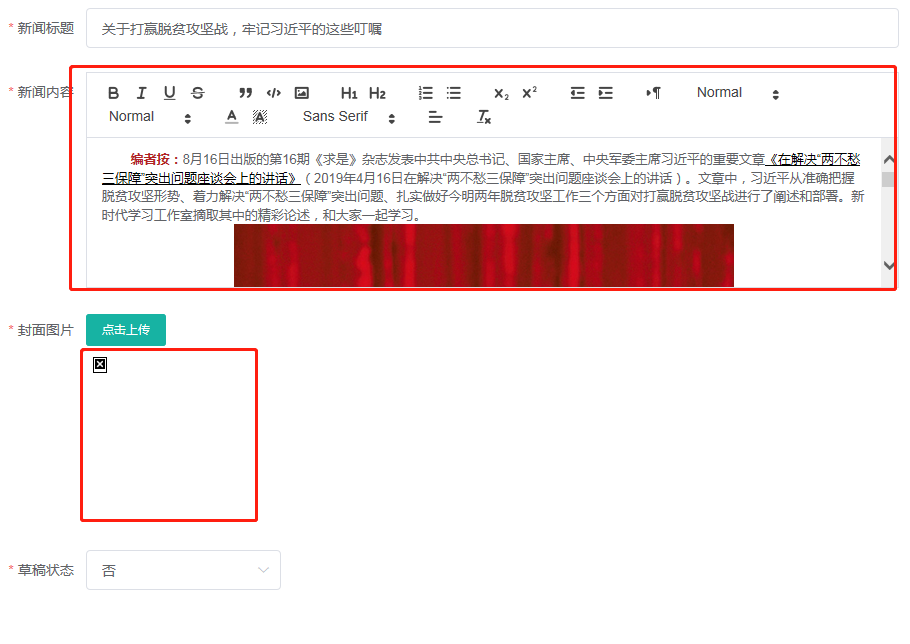 * 新闻标题
关于打赢脱贫攻坚战，牢记习近平的这些叮嘱
* 新闻内容
B I U S ” </> H1 H2 X2 X² Normal
Normal A A Sans Serif Tx
编者按：8月16日出版的第16期《求是》杂志发表中共中央总书记、国家主席、中央军委主席习近平的重要文章《在解决“两不愁
三保障”突出问题座谈会上的讲话》（2019年4月16日在解决“两不愁三保障”突出问题座谈会上的讲话）。文章中，习近平从准确把握
脱贫攻坚形势、着力解决“两不愁三保障”突出问题、扎实做好今明两年脱贫攻坚工作三个方面对打赢脱贫攻坚战进行了阐述和部署。新
时代学习工作室摘取其中的精彩论述，和大家一起学习。
* 封面图片
点击上传
* 草稿状态
否